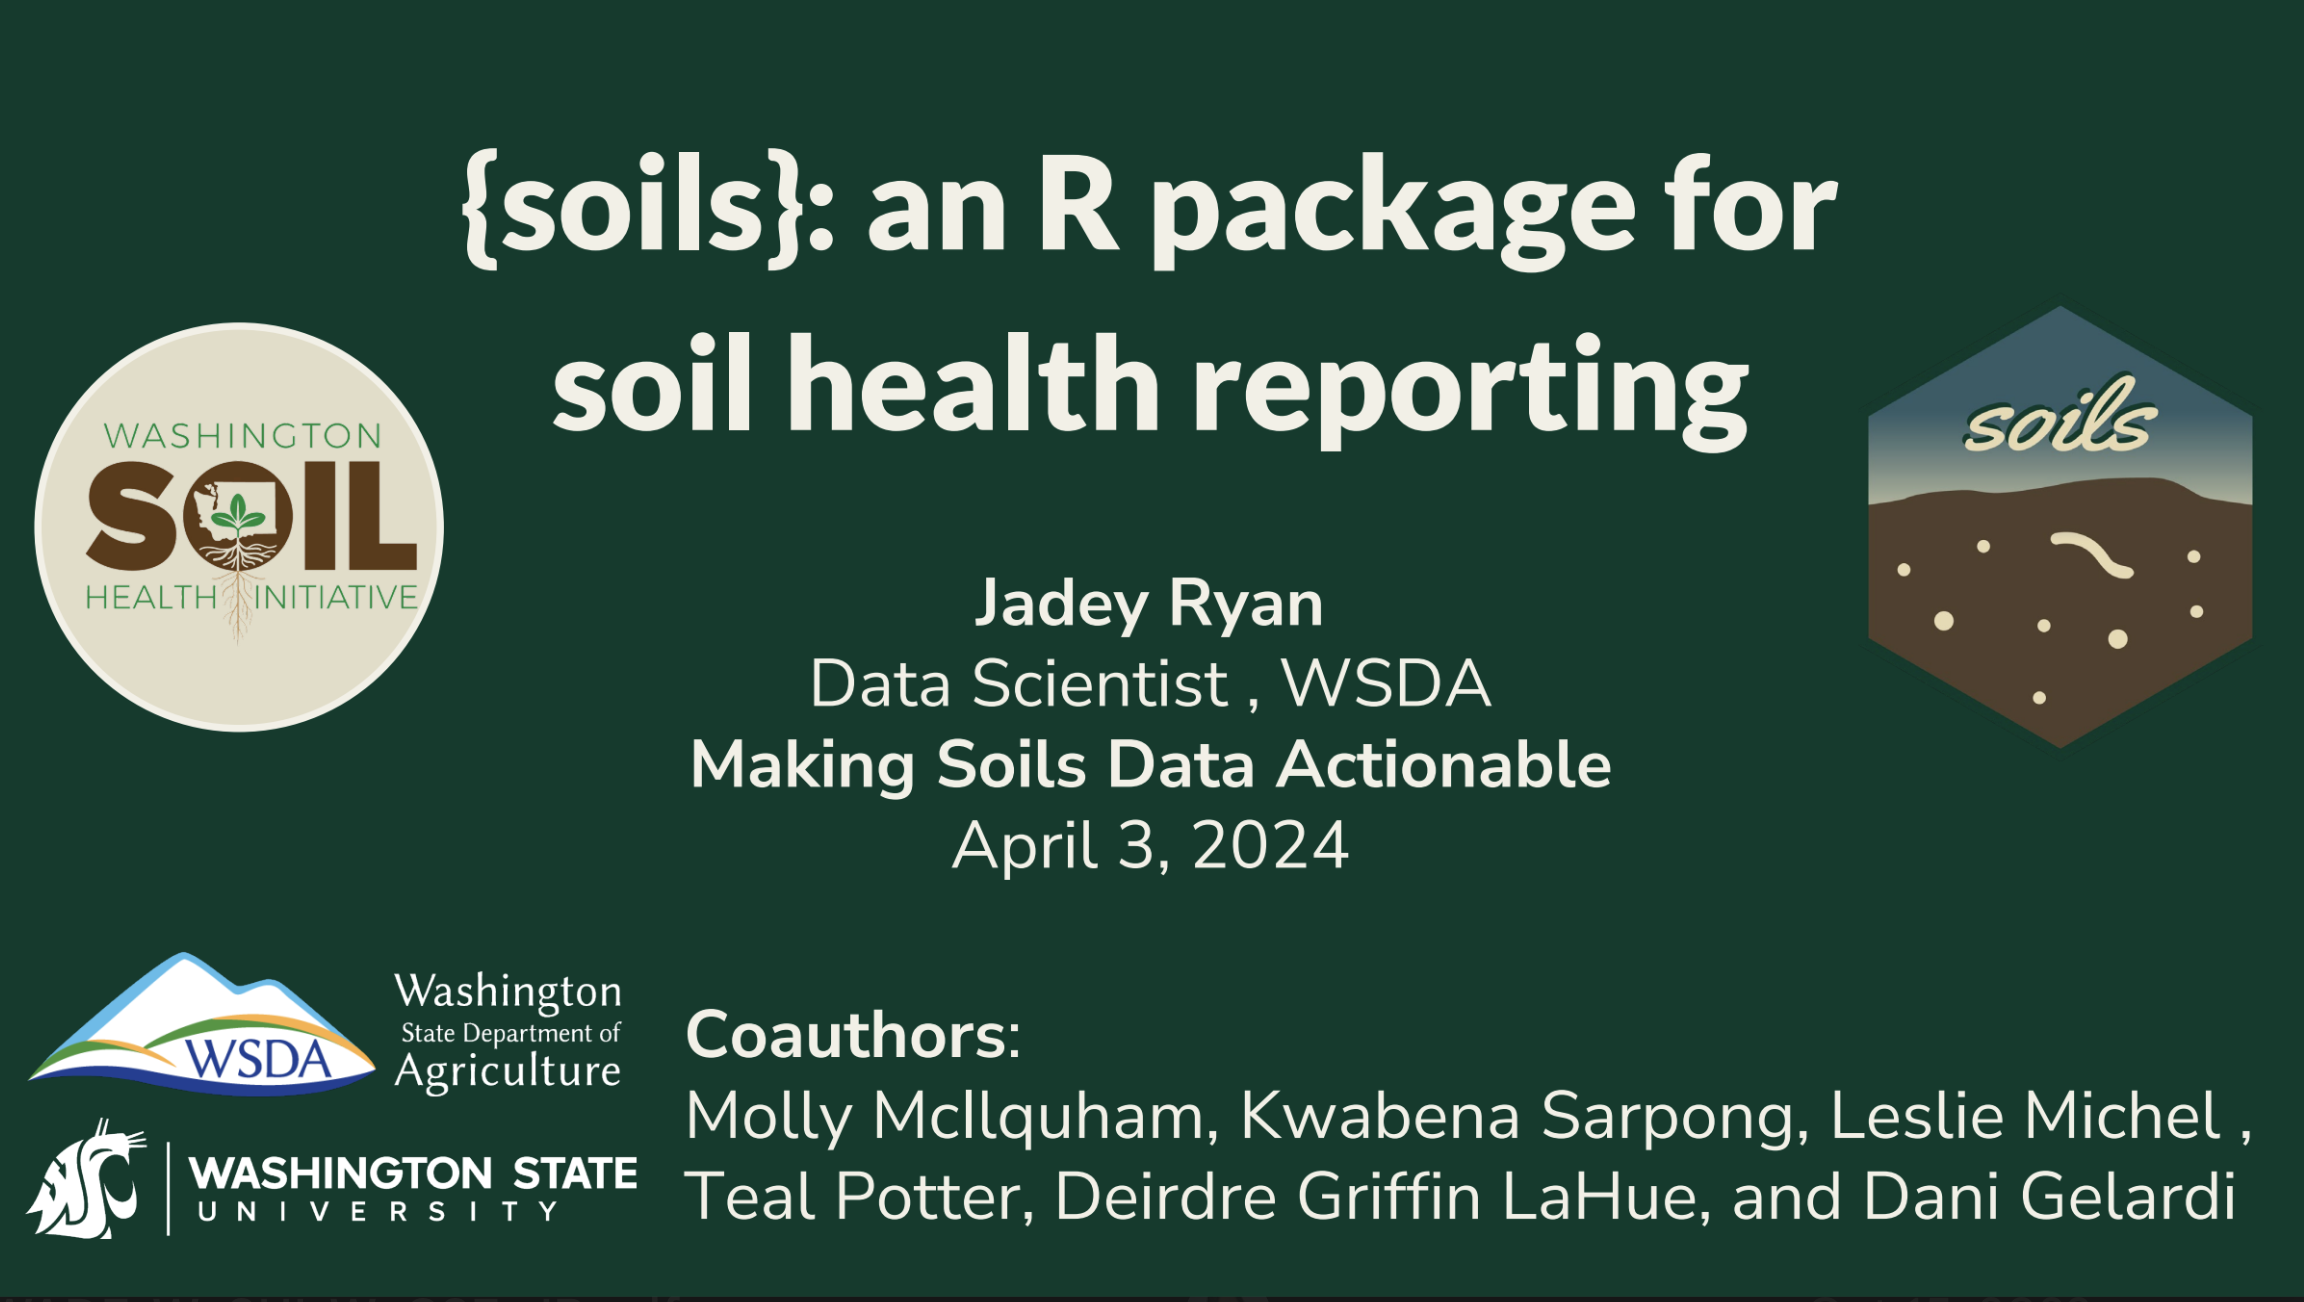 {soils}: an R package for
soil health reporting
WASHINGTON
SOIL
HEALTH INITIATIVE
soils
Jadey Ryan
Data Scientist , WSDA
Making Soils Data Actionable
April 3, 2024
WSDA
Washington
State Department of
Agriculture
WASHINGTON STATE
UNIVERSITY
Coauthors:
Molly McIlquham, Kwabena Sarpong, Leslie Michel ,
Teal Potter, Deirdre Griffin LaHue, and Dani Gelardi